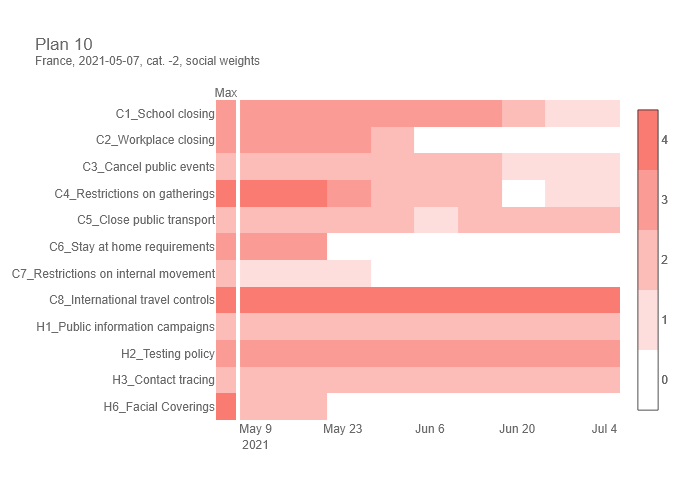 Plan 10
France, 2021-05-07, cat. -2, social weights
Max
C1_School closing
C2_Workplace closing
C3_Cancel public events
C4_Restrictions on gatherings
C5_Close public transport
C6_Stay at home requirements
C7_Restrictions on internal movement
C8_International travel controls
H1_Public information campaigns
H2_Testing policy
H3_Contact tracing
H6_Facial Coverings
May 9
2021
May 23
Jun 6
Jun 20
Jul 4
4
3
2
1
0